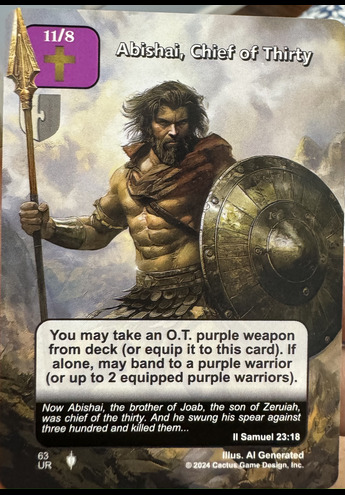 11/8
Abishai, Chief of Thirty
You may take an O.T. purple weapon
from deck (or equip it to this card). If
alone, may band to a purple warrior
(or up to 2 equipped purple warriors).
Now Abishai, the brother of Joab, the son of Zeruiah,
was chief of the thirty. And he swung his spear against
three hundred and killed them...
II Samuel 23:18
63
UR
Illus. AI Generated
© 2024 Cactus Game Design, Inc.